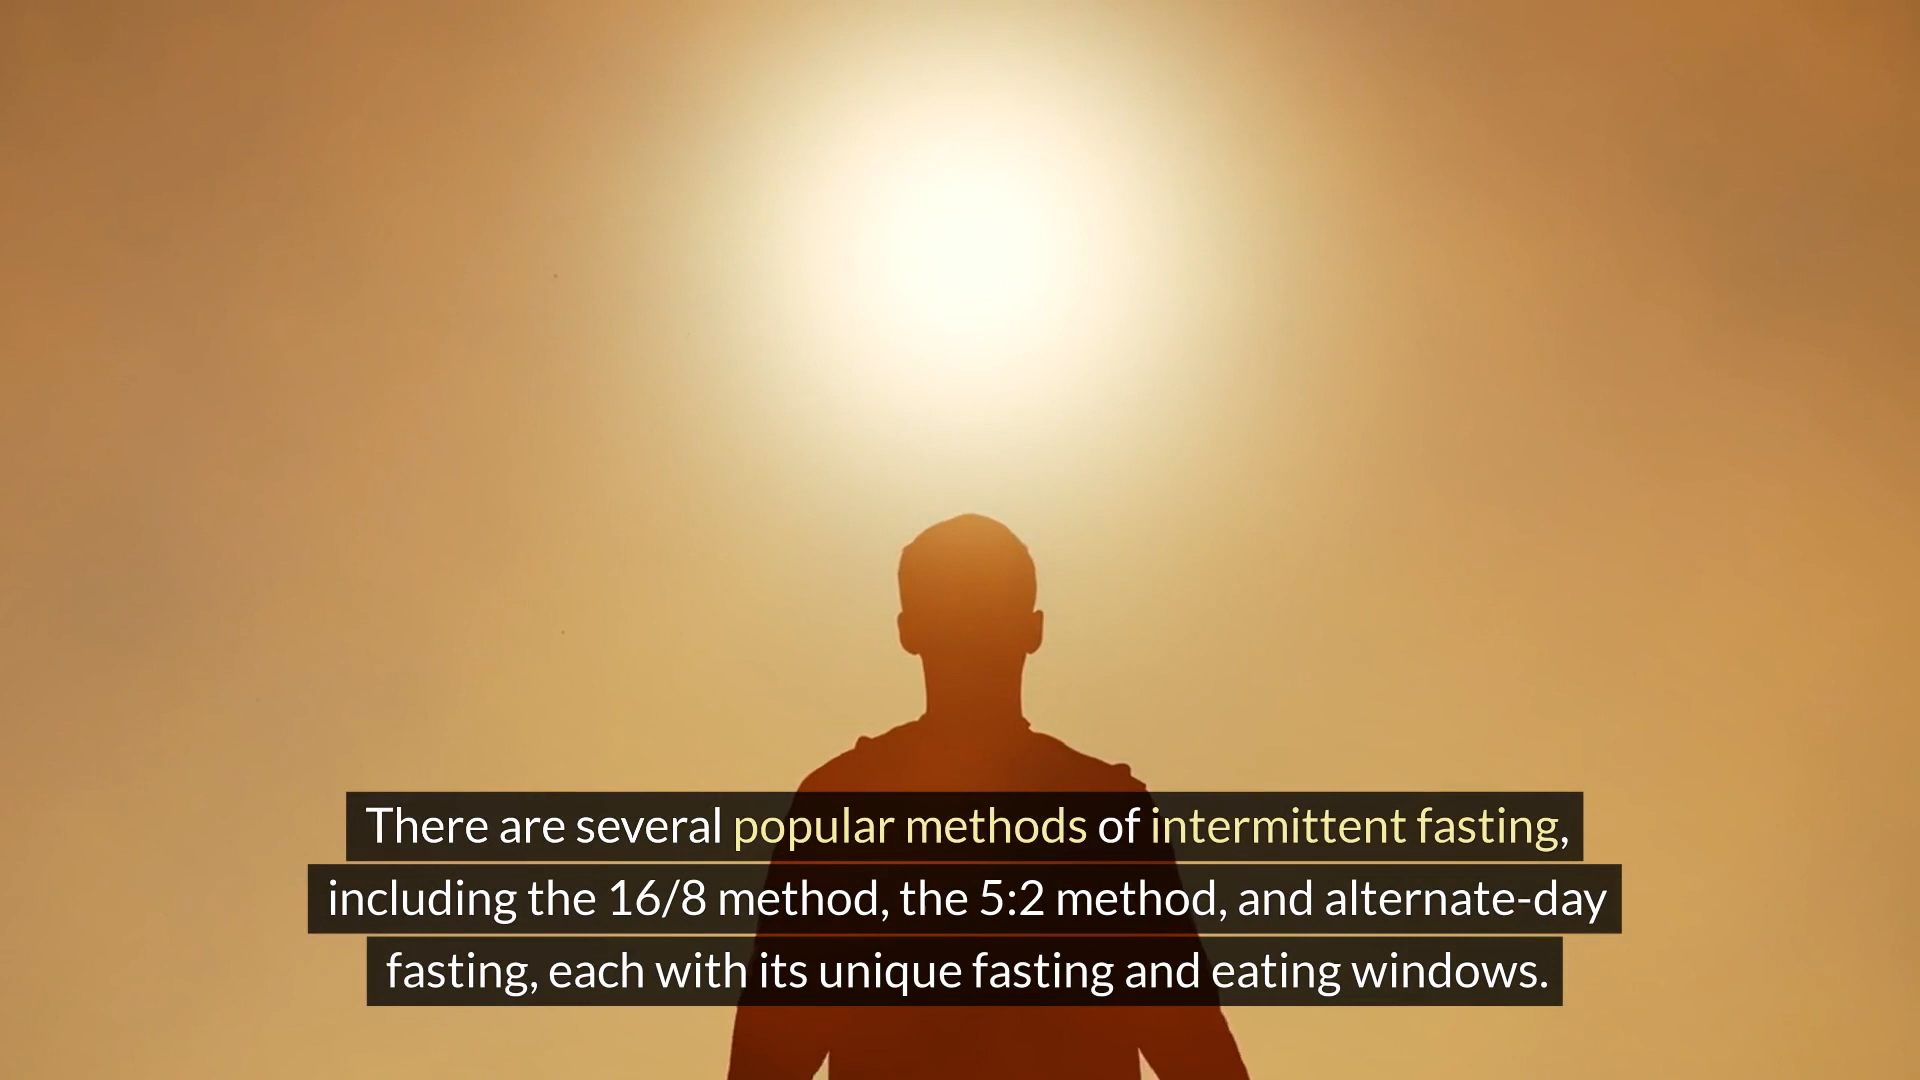 There are several popular methods of intermittent fasting,
including the 16/8 method, the 5:2 method, and alternate-day
fasting, each with its unique fasting and eating windows.